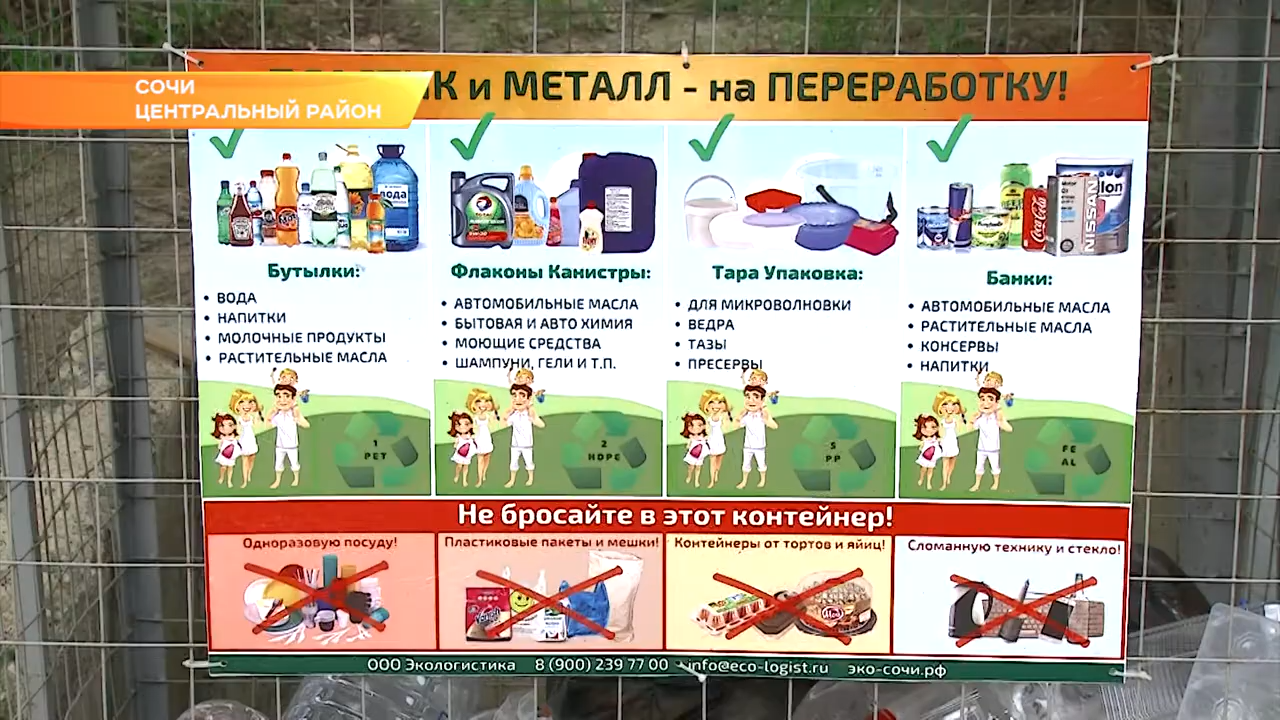 СОЧИ
ЦЕНТРАЛЬНЫЙ РАЙОН
и МЕТАЛЛ - на ПЕРЕРАБОТКУ!
вода
Coca-Cola
NISSAN
Бутылки:
• ВОДА
• НАПИТКИ
• МОЛОЧНЫЕ ПРОДУКТЫ
• РАСТИТЕЛЬНЫЕ МАСЛА
Флаконы Канистры:
• АВТОМОБИЛЬНЫЕ МАСЛА
• БЫТОВАЯ И АВТО ХИМИЯ
• МОЮЩИЕ СРЕДСТВА
• ШАМПУНИ, ГЕЛИ И Т.П.
Тара Упаковка:
• ДЛЯ МИКРОВОЛНОВКИ
• ВЕДРА
• ТАЗЫ
• ПРЕСЕРВЫ
Банки:
• АВТОМОБИЛЬНЫЕ МАСЛА
• РАСТИТЕЛЬНЫЕ МАСЛА
• КОНСЕРВЫ
• НАПИТКИ
1
PET
2
HDPE
5
PP
FE
AL
Не бросайте в этот контейнер!
Одноразовую посуду!
Пластиковые пакеты и мешки!
Контейнеры от тортов и яйиц!
Сломанную технику и стекло!
ООО Экологистика 8 (900) 239 77 00 info@eco-logist.ru эко-сочи.рф